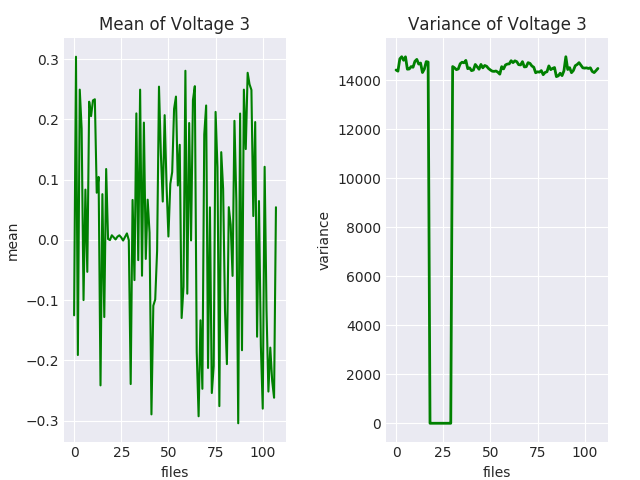 Mean of Voltage 3
0.3
0.2
0.1
0.0
−0.1
−0.2
−0.3
mean
0 25 50 75 100
files
Variance of Voltage 3
14000
12000
10000
8000
6000
4000
2000
0
variance
0 25 50 75 100
files